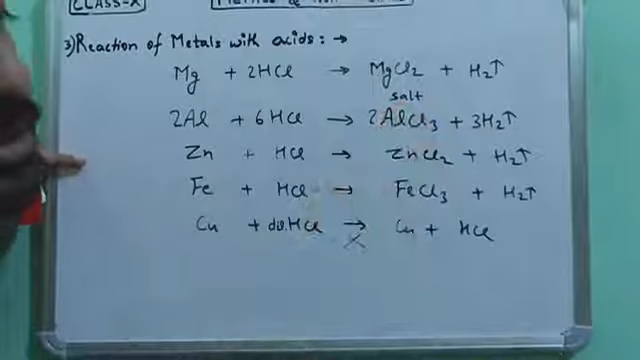 CLASS-X
3) Reaction of Metals with acids : →
Mg + 2HCl → MgCl2 + H2↑
salt
2Al + 6HCl → 2AlCl3 + 3H2↑
Zn + HCl → ZnCl2 + H2↑
Fe + HCl → FeCl3 + H2↑
Cu + dil.HCl → Cu + HCl
X